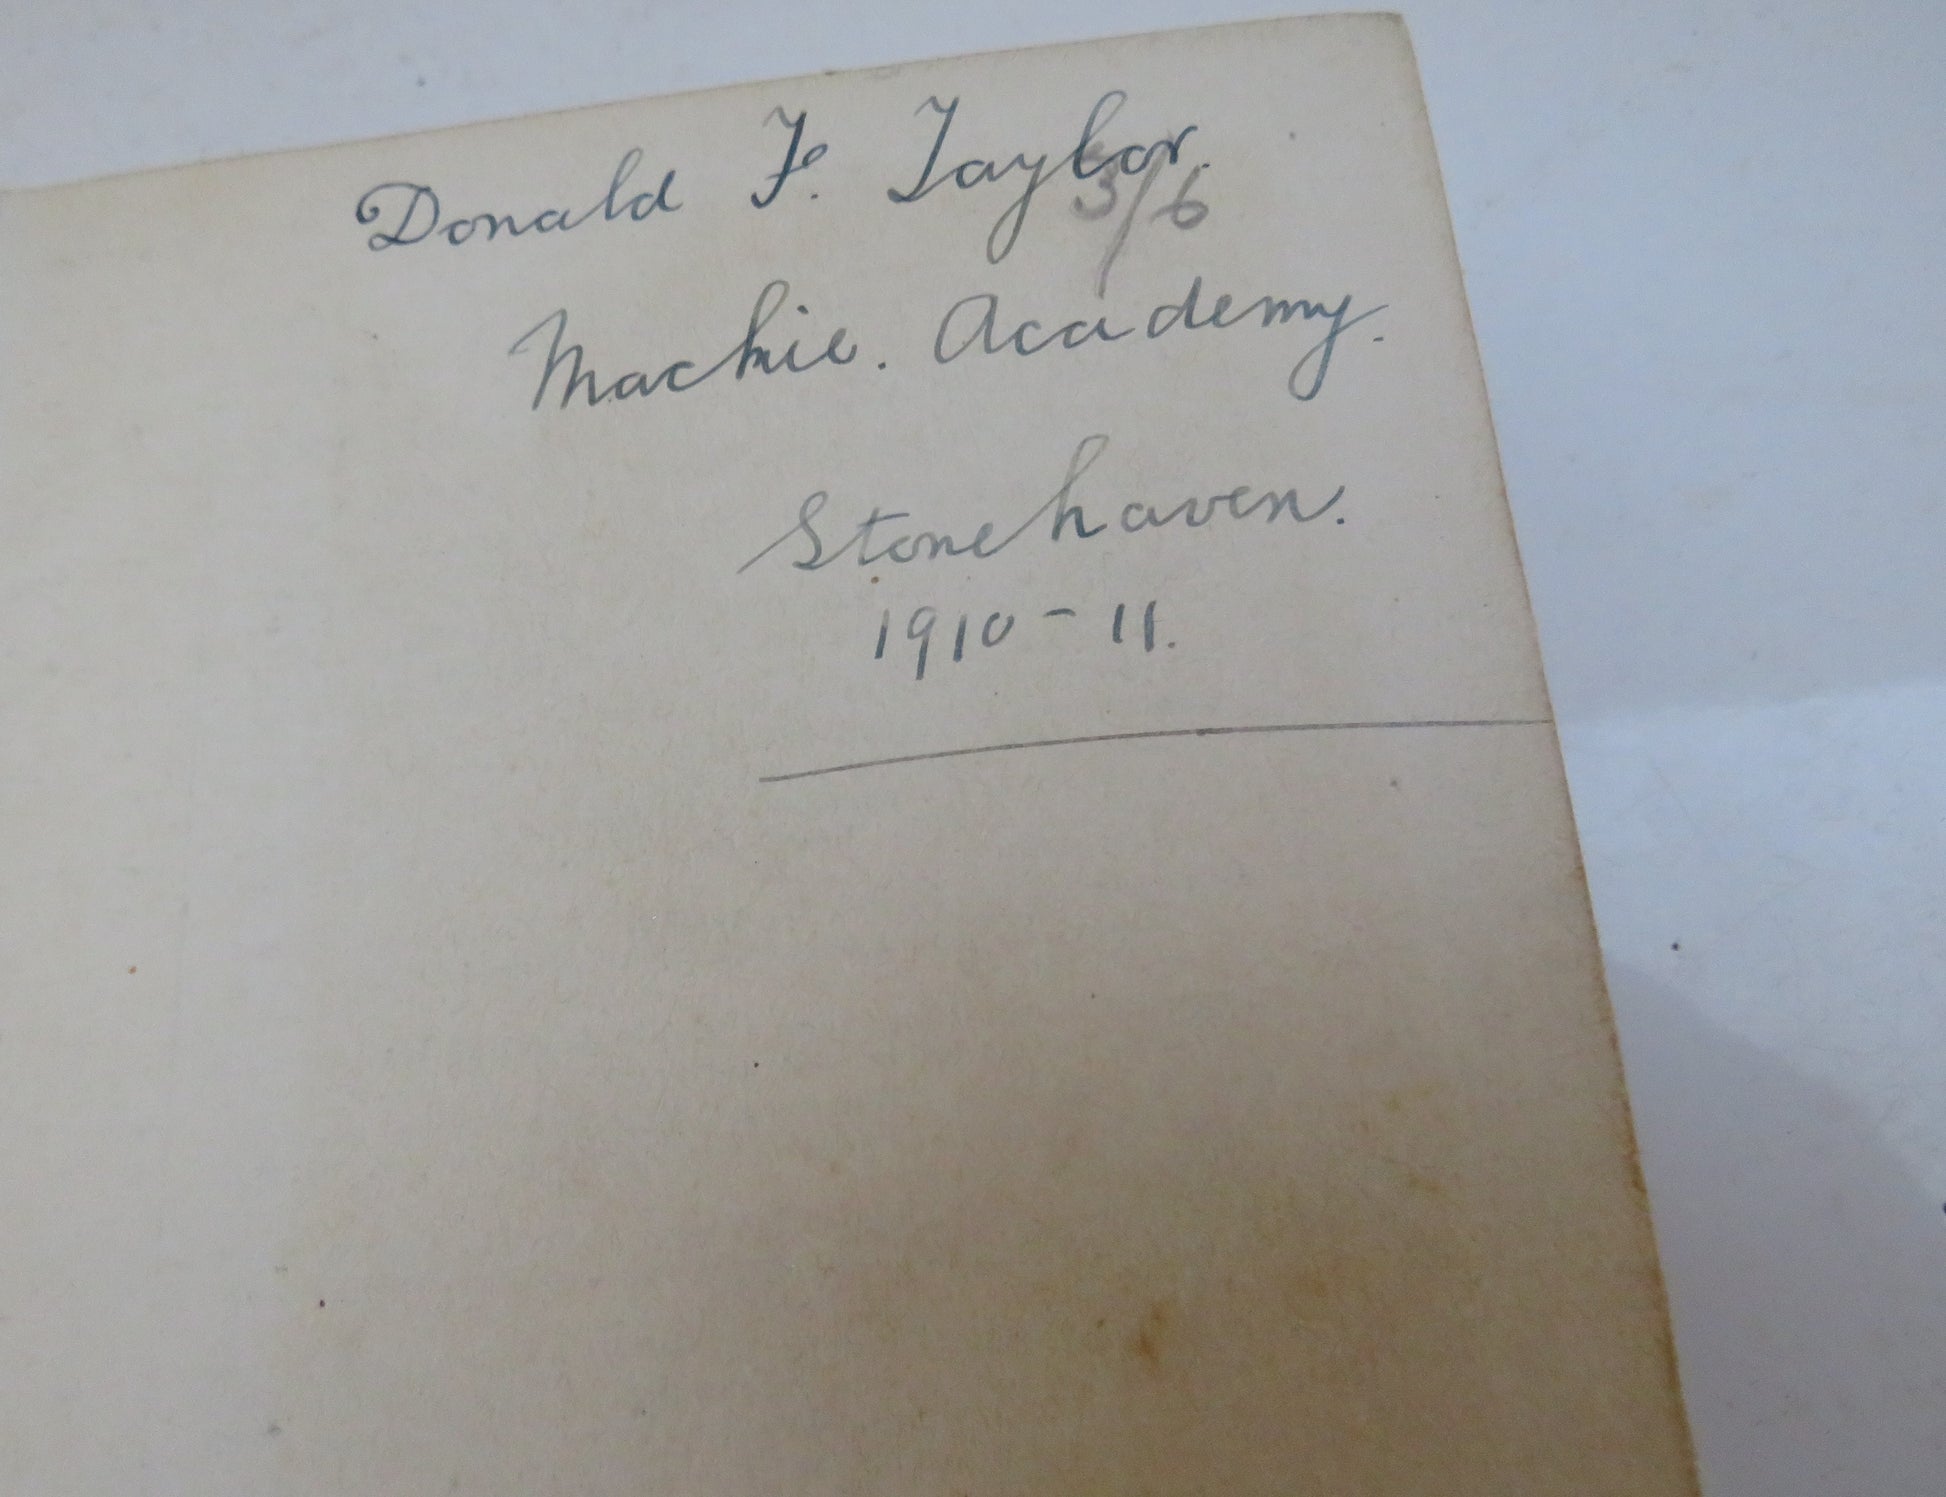 Donald F. Taylor.
3/6
Mackie. Academy.
Stonehaven.
1910 - 11.